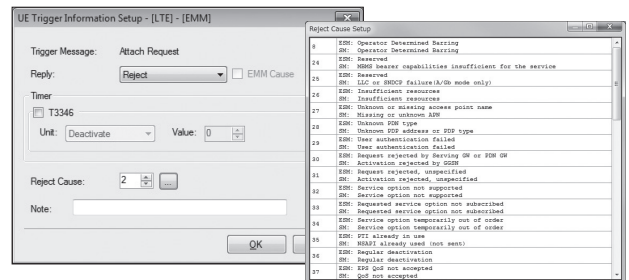 UE Trigger Information Setup - [LTE] - [EMM]
Trigger Message: Attach Request
Reply: Reject EMM Cause
Timer
T3346
Unit: Deactivate Value: 0
Reject Cause: 2 ...
Note:
OK
Reject Cause Setup
8 ESM: Operator Determined Barring
SM: Operator Determined Barring
24 ESM: Reserved
SM: MBMS bearer capabilities insufficient for the service
25 ESM: Reserved
SM: LLC or SNDCP failure(A/Gb mode only)
26 ESM: Insufficient resources
SM: Insufficient resources
27 ESM: Unknown or missing access point name
SM: Missing or unknown APN
28 ESM: Unknown PDN type
SM: Unknown PDP address or PDP type
29 ESM: User authentication failed
SM: User authentication failed
30 ESM: Request rejected by Serving GW or PDN GW
SM: Activation rejected by GGSN
31 ESM: Request rejected, unspecified
SM: Activation rejected, unspecified
32 ESM: Service option not supported
SM: Service option not supported
33 ESM: Requested service option not subscribed
SM: Requested service option not subscribed
34 ESM: Service option temporarily out of order
SM: Service option temporarily out of order
35 ESM: PTI already in use
SM: NSAPI already used (not sent)
36 ESM: Regular deactivation
SM: Regular deactivation
37 ESM: EPS QoS not accepted
SM: QoS not accepted